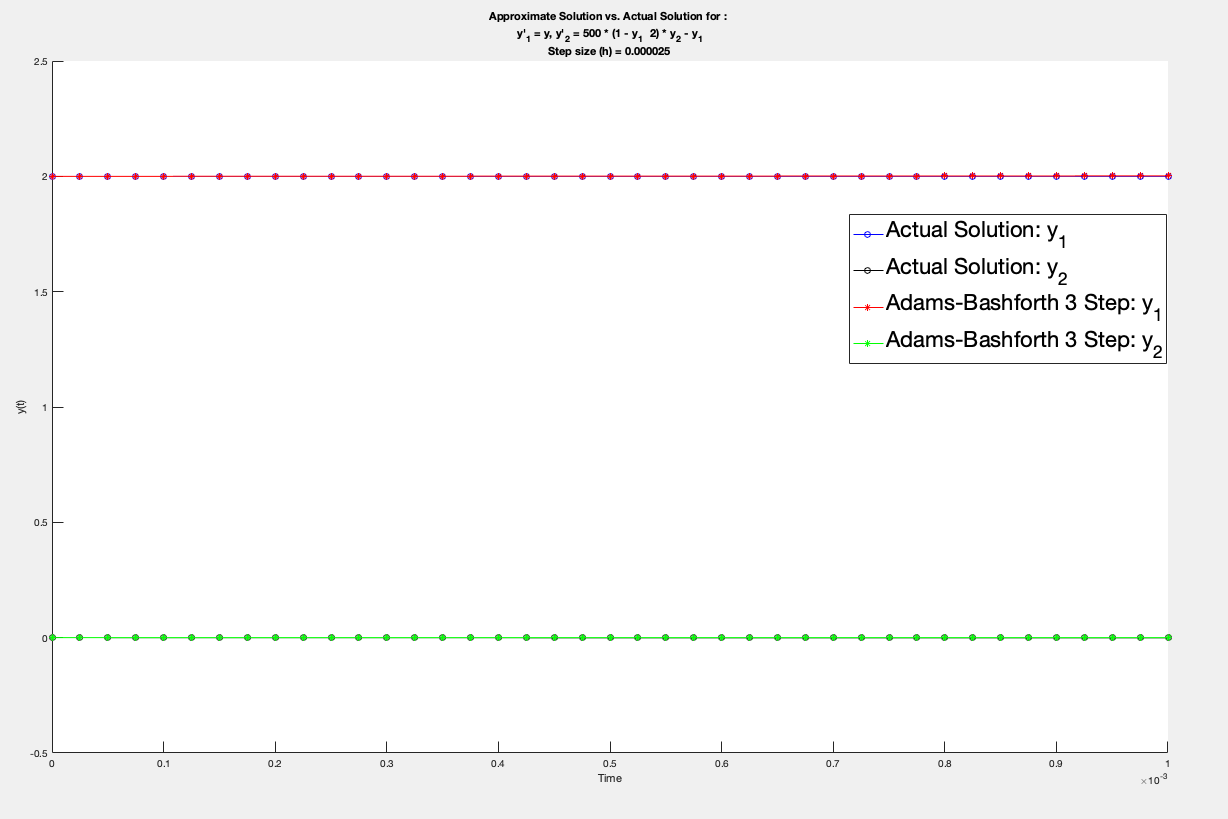 Approximate Solution vs. Actual Solution for :
y'1 = y, y'2 = 500 * (1 - y1  2) * y2 - y1
Step size (h) = 0.000025
2.5
2
Actual Solution: y1
Actual Solution: y2
1.5
Adams-Bashforth 3 Step: y1
Adams-Bashforth 3 Step: y2
y(t)
1
0.5
0
-0.5
0 0.1 0.2 0.3 0.4 0.5 0.6 0.7 0.8 0.9 1
Time
×10-3